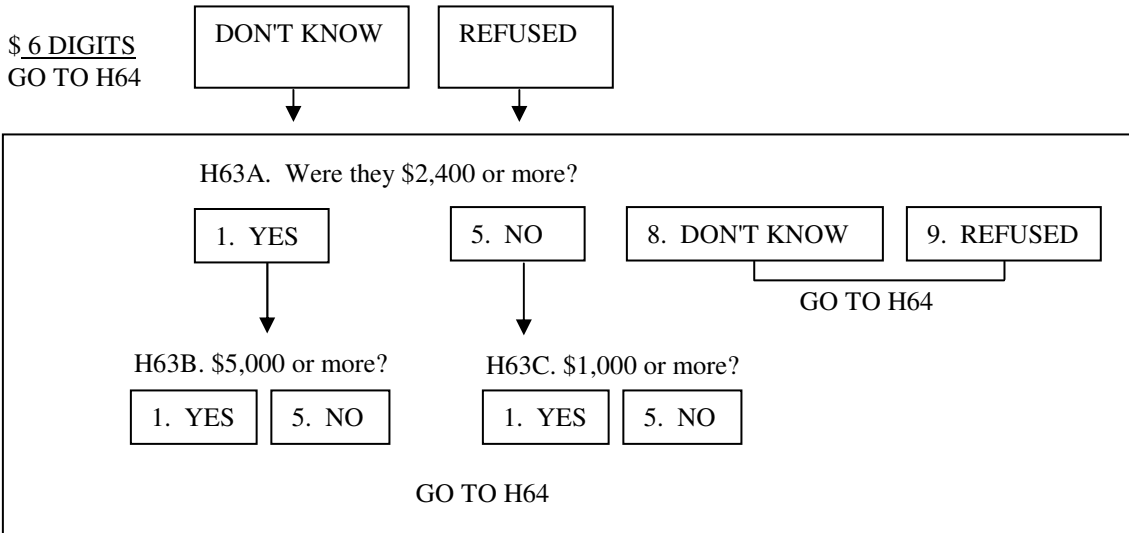 $ 6 DIGITS
GO TO H64
DON'T KNOW
REFUSED
H63A. Were they $2,400 or more?
1. YES
5. NO
8. DON'T KNOW
9. REFUSED
GO TO H64
H63B. $5,000 or more?
1. YES
5. NO
H63C. $1,000 or more?
1. YES
5. NO
GO TO H64